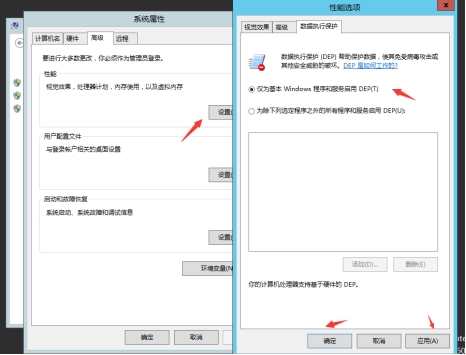 系统属性
计算机名
硬件
高级
远程
要进行大多数更改，你必须作为管理员登录。
性能
视觉效果，处理器计划，内存使用，以及虚拟内存
设置(
用户配置文件
与登录帐户相关的桌面设置
设置(
启动和故障恢复
系统启动、系统故障和调试信息
设置(
环境变量(N
确定
取消
性能选项
x
视觉效果
高级
数据执行保护
数据执行保护 (DEP) 帮助保护数据，使其免受病毒攻击或
其他安全威胁的破坏。DEP 是如何工作的?
仅为基本 Windows 程序和服务启用 DEP(T)
为除下列选定程序之外的所有程序和服务启用 DEP(U):
添加(D)...
删除(E)
你的计算机处理器支持基于硬件的 DEP。
确定
取消
应用(A)